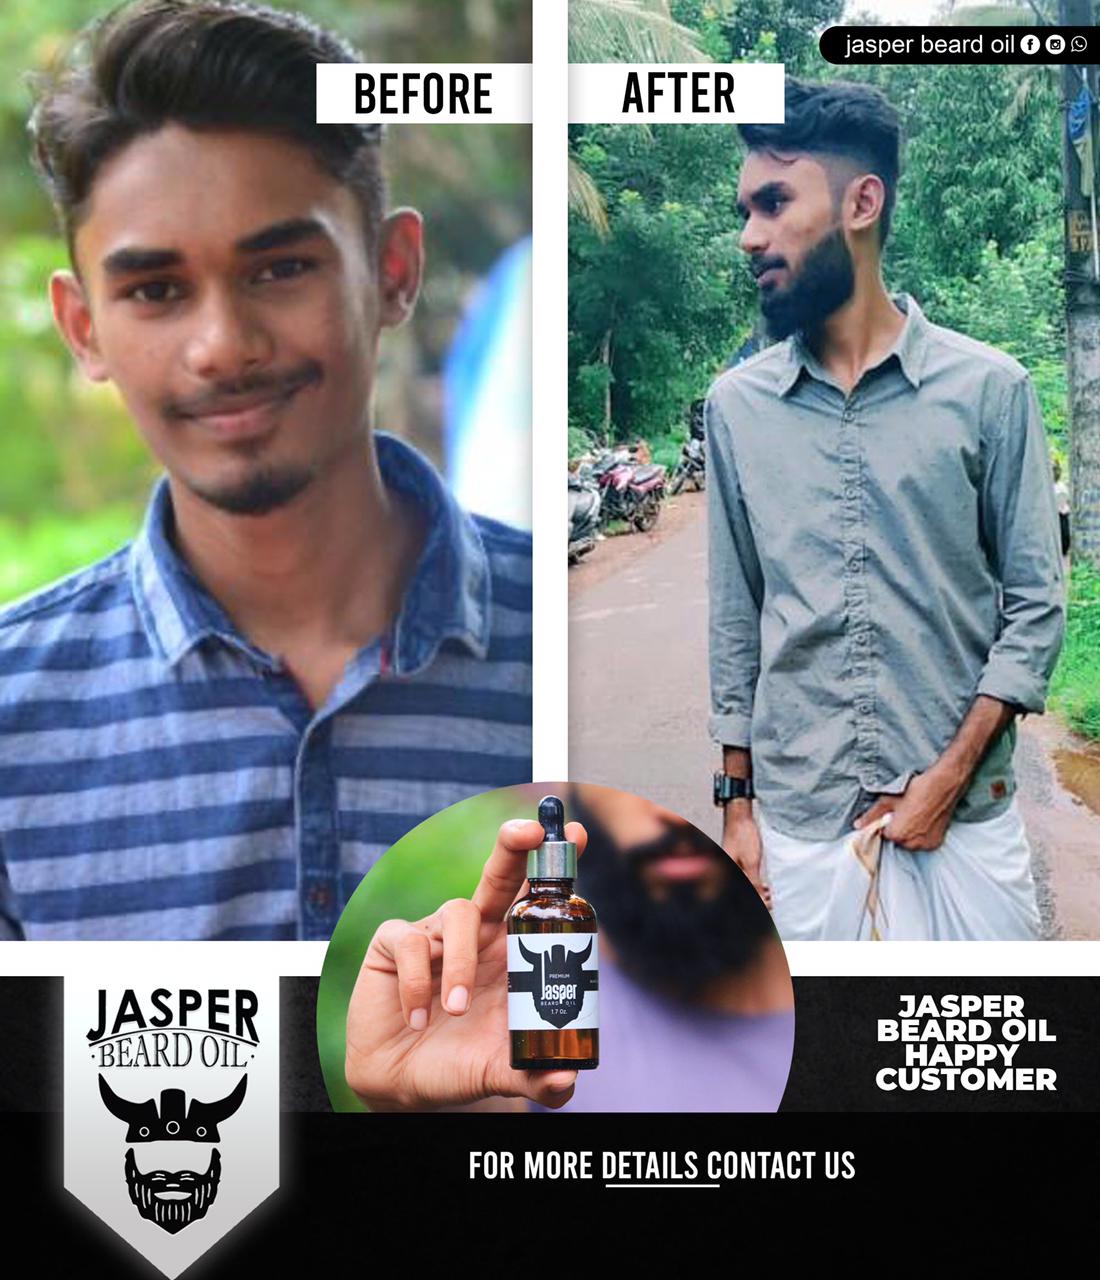 jasper beard oil
BEFORE
AFTER
PREMIUM
Jasper
BEARD OIL
1.7 Oz.
JASPER
·BEARD OIL·
JASPER
BEARD OIL
HAPPY
CUSTOMER
FOR MORE DETAILS CONTACT US